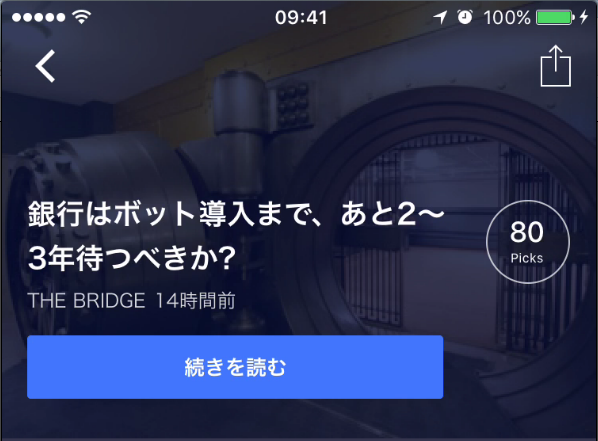 09:41
100%
銀行はボット導入まで、あと2〜
3年待つべきか?
80
Picks
THE BRIDGE 14時間前
続きを読む